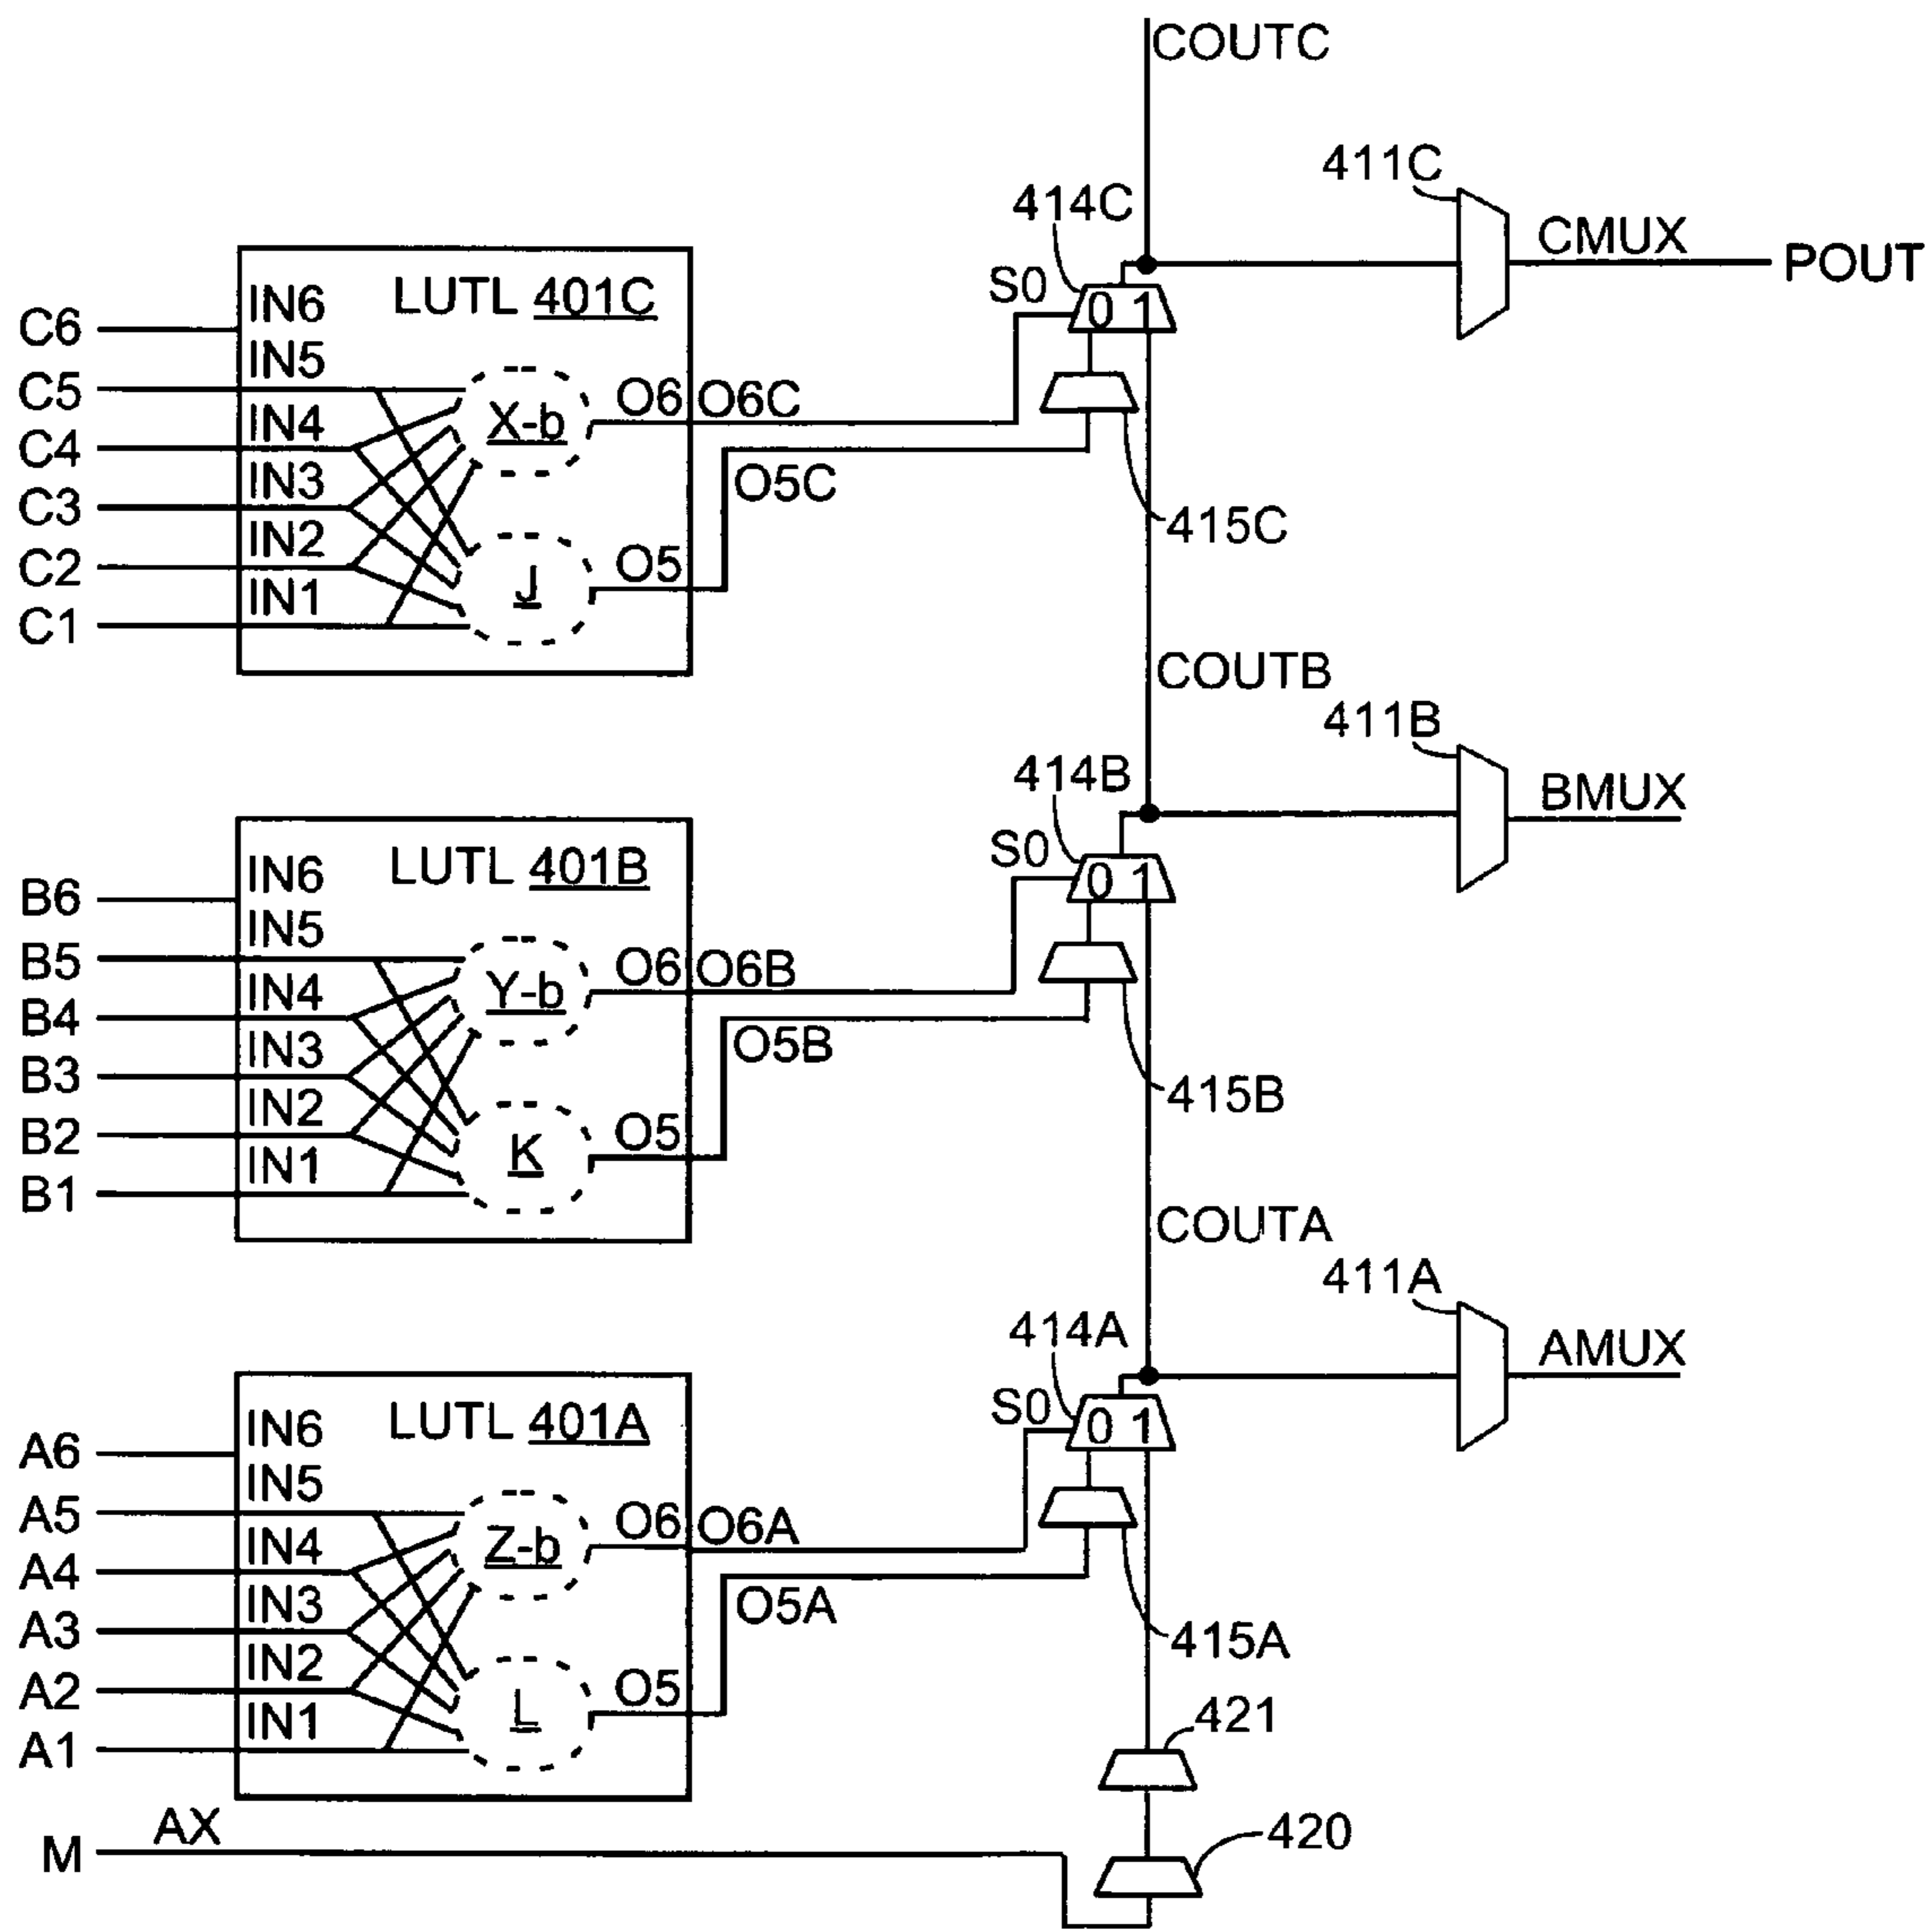 COUTC
411C
414C
CMUX
POUT
S0
0 1
LUTL 401C
C6
IN6
C5
IN5
C4
IN4
C3
IN3
C2
IN2
C1
IN1
X-b
O6
O6C
J
O5
O5C
415C
COUTB
411B
414B
BMUX
S0
0 1
LUTL 401B
B6
IN6
B5
IN5
B4
IN4
B3
IN3
B2
IN2
B1
IN1
Y-b
O6
O6B
K
O5
O5B
415B
COUTA
411A
414A
AMUX
S0
0 1
LUTL 401A
A6
IN6
A5
IN5
A4
IN4
A3
IN3
A2
IN2
A1
IN1
Z-b
O6
O6A
L
O5
O5A
415A
421
420
M
AX